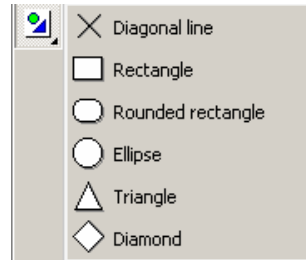 Diagonal line
Rectangle
Rounded rectangle
Ellipse
Triangle
Diamond